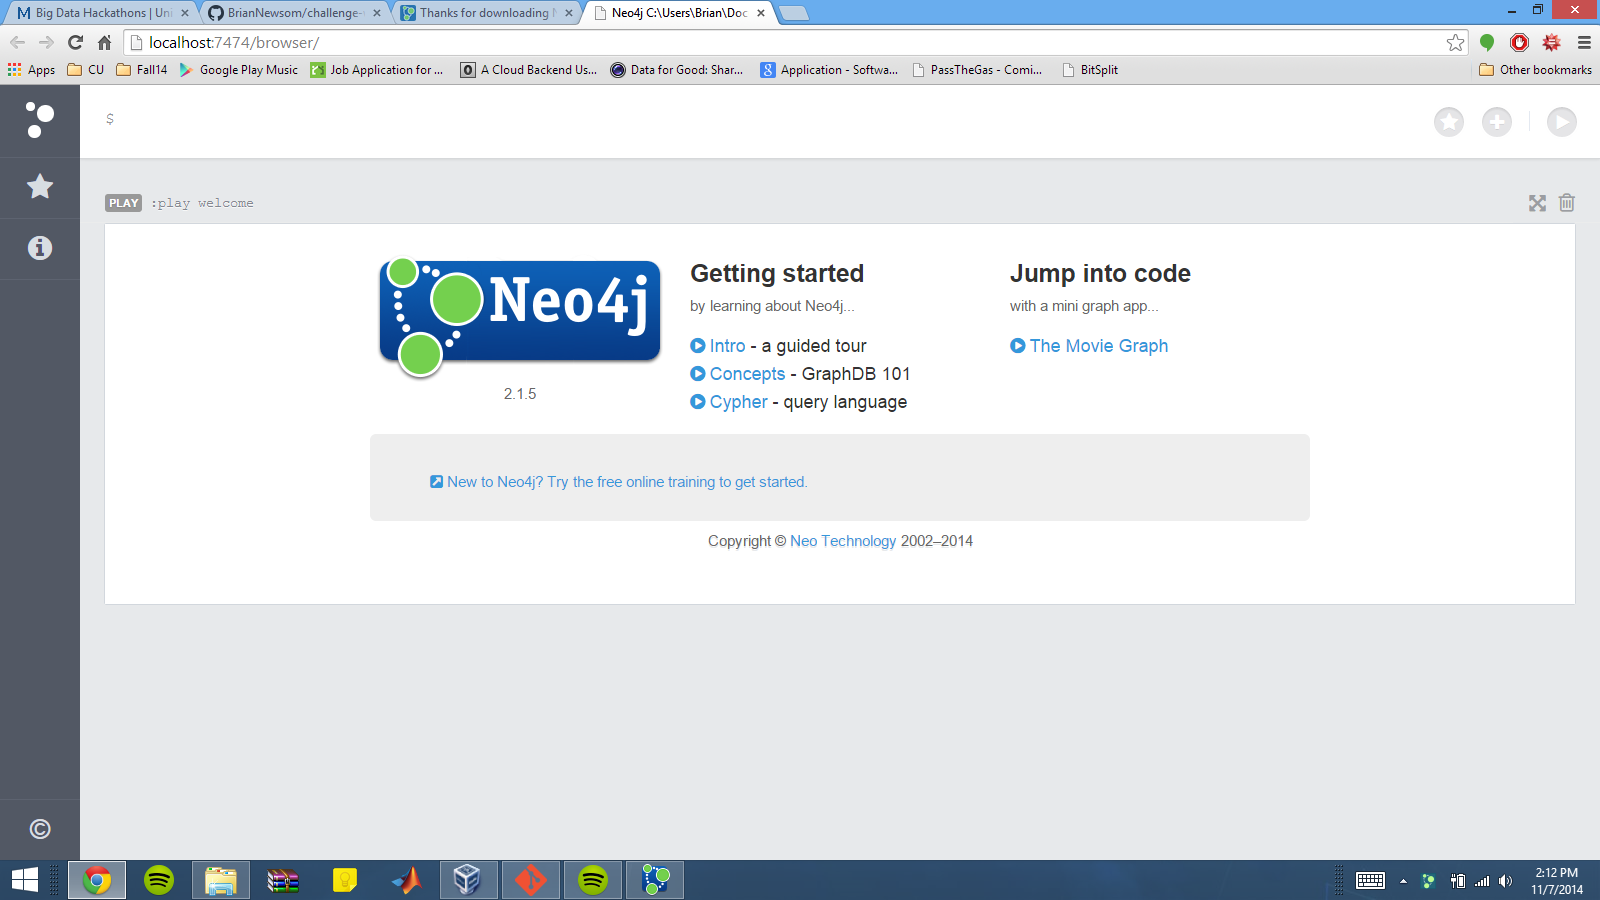 Big Data Hackathons | Uni
BrianNewsom/challenge-
Thanks for downloading N
Neo4j C:\Users\Brian\Doc
localhost:7474/browser/
Apps
CU
Fall14
Google Play Music
Job Application for ...
A Cloud Backend Us...
Data for Good: Shar...
Application - Softwa...
PassTheGas - Comi...
BitSplit
Other bookmarks
$
PLAY :play welcome
Neo4j
2.1.5
Getting started
by learning about Neo4j...
Intro - a guided tour
Concepts - GraphDB 101
Cypher - query language
Jump into code
with a mini graph app...
The Movie Graph
New to Neo4j? Try the free online training to get started.
Copyright © Neo Technology 2002–2014
2:12 PM
11/7/2014